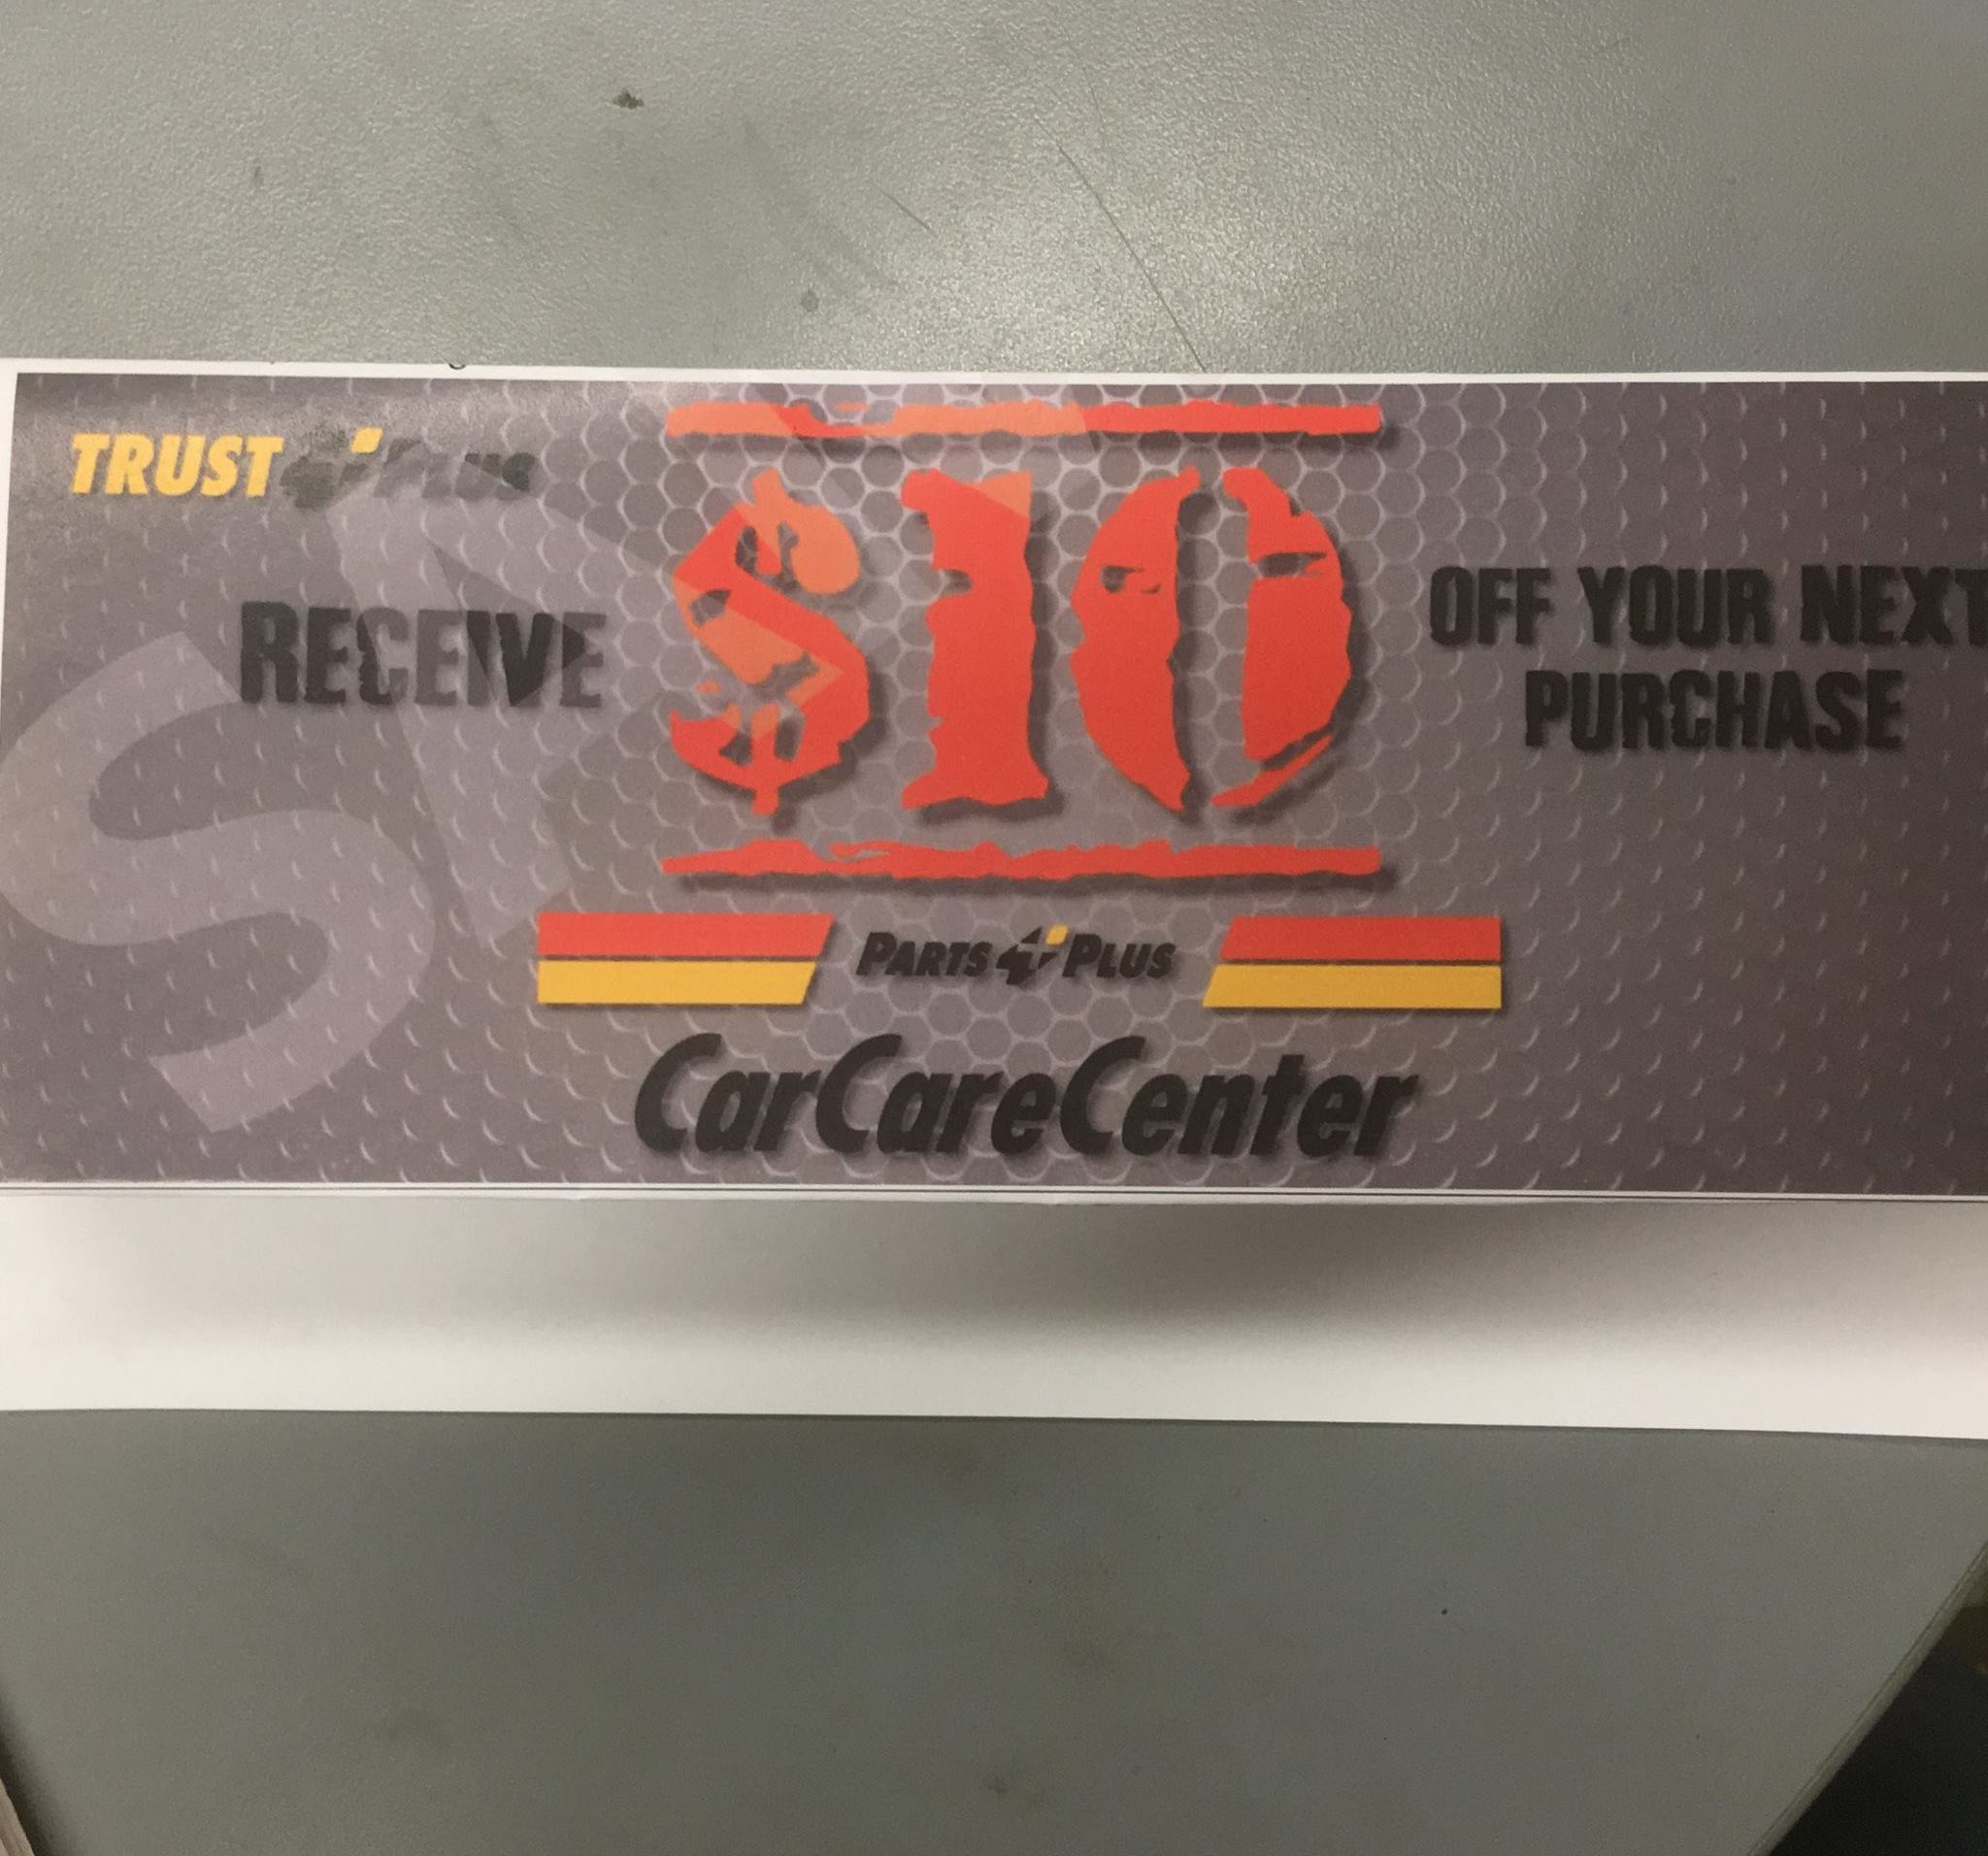 TRUST PLUS
RECEIVE
$10
OFF YOUR NEXT
PURCHASE
PARTS PLUS
CarCareCenter